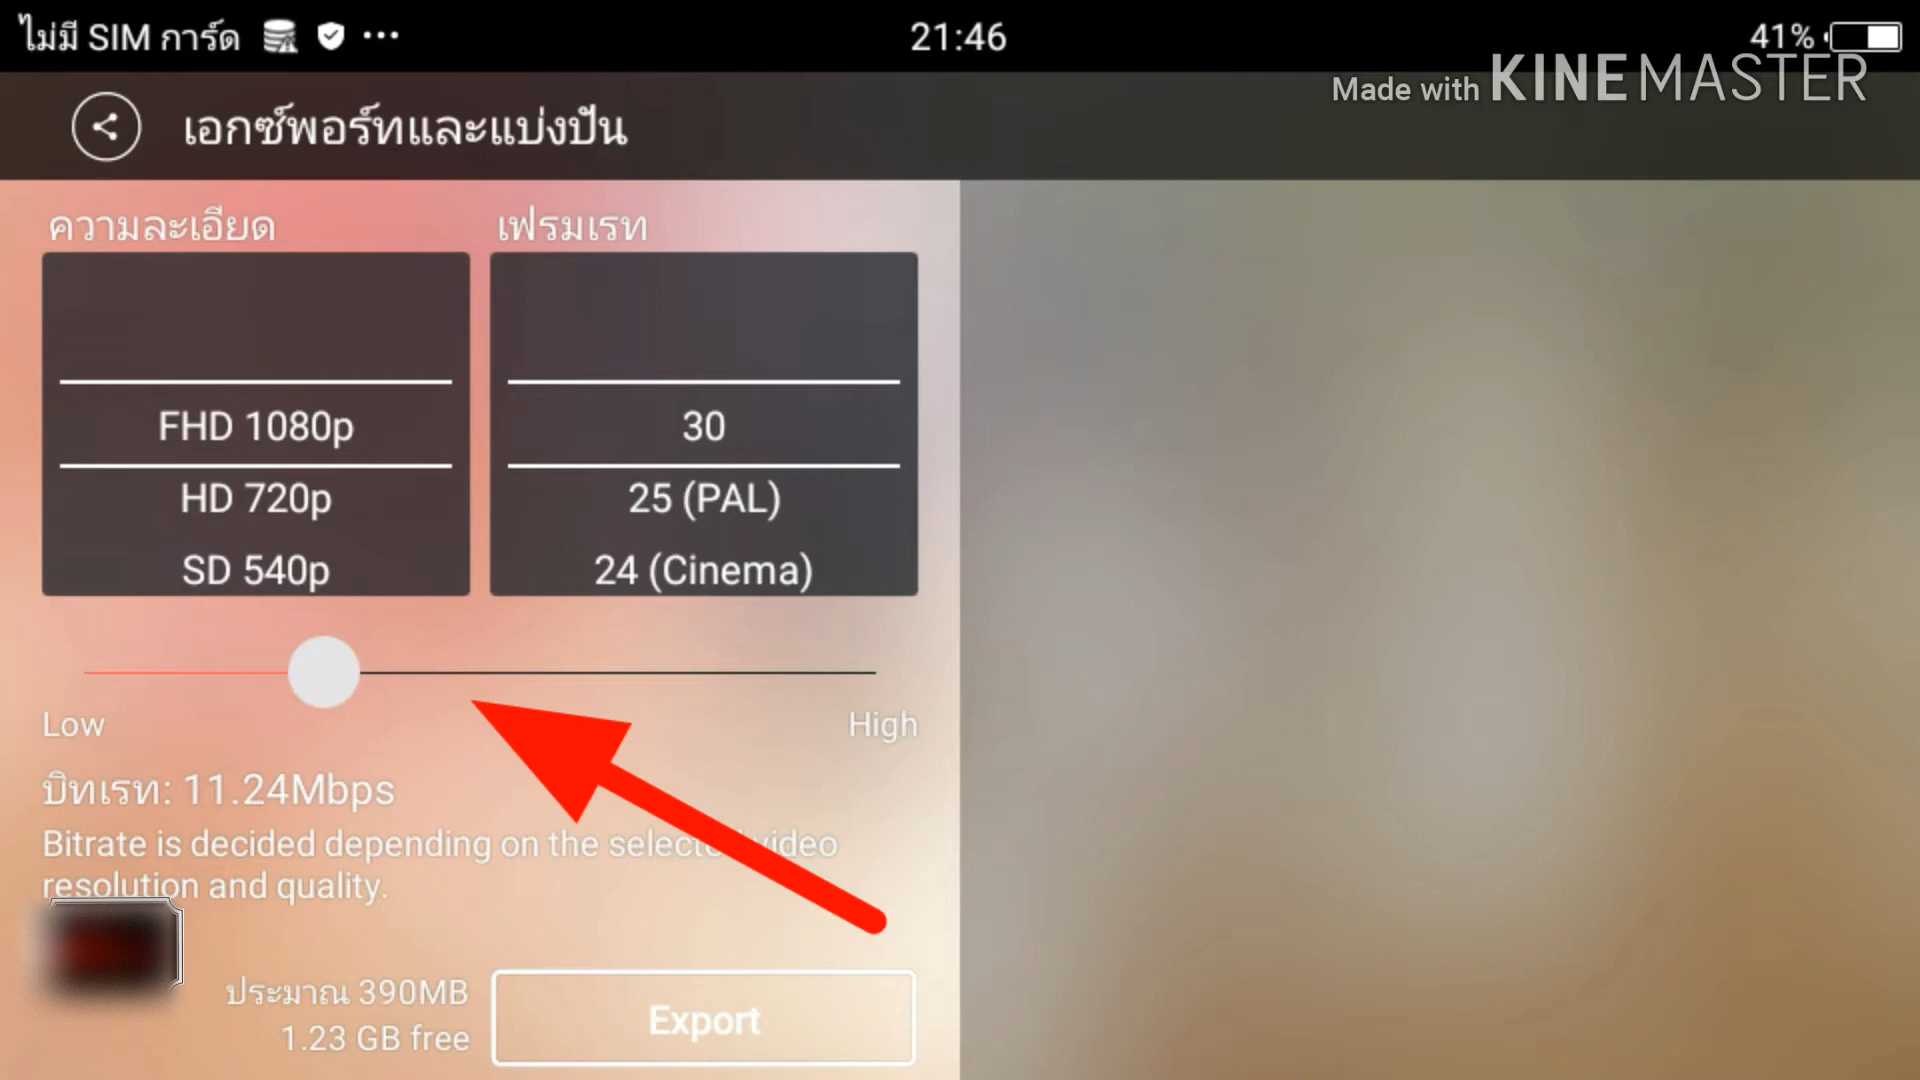 ไม่มี SIM การ์ด
21:46
41%
Made with KINEMASTER
เอกซ์พอร์ทและแบ่งปัน
ความละเอียด
เฟรมเรท
FHD 1080p
HD 720p
SD 540p
30
25 (PAL)
24 (Cinema)
Low
High
บิทเรท: 11.24Mbps
Bitrate is decided depending on the selected video
resolution and quality.
ประมาณ 390MB
1.23 GB free
Export